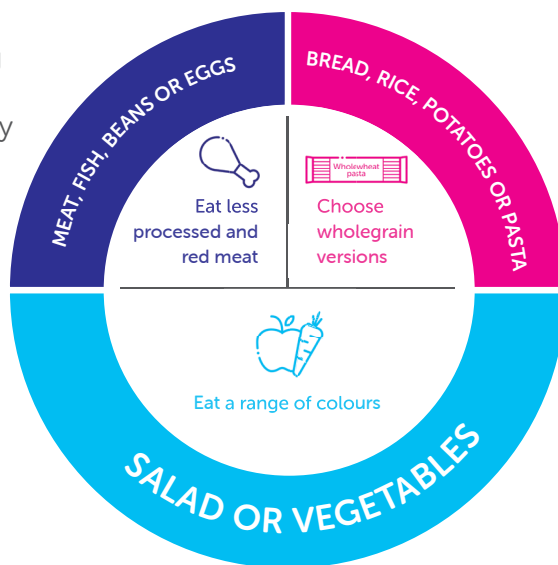 y
MEAT, FISH, BEANS OR EGGS
BREAD, RICE, POTATOES OR PASTA
Wholewheat
pasta
Eat less
processed and
red meat
Choose
wholegrain
versions
Eat a range of colours
SALAD OR VEGETABLES